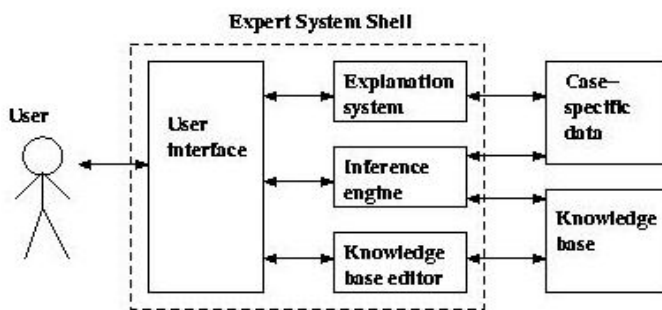 Expert System Shell
User
User
interface
Explanation
system
Inference
engine
Knowledge
base editor
Case–
specific
data
Knowledge
base